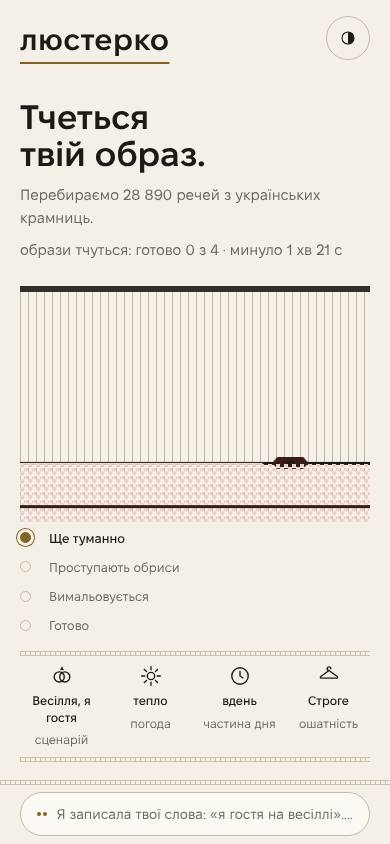 люстерко
Тчеться
твій образ.
Перебираємо 28 890 речей з українських
крамниць.
образи тчуться: готово 0 з 4 · минуло 1 хв 21 с
Ще туманно
Проступають обриси
Вимальовується
Готово
Весілля, я
гостя
сценарій
тепло
погода
вдень
частина дня
Строге
ошатність
Я записала твої слова: «я гостя на весіллі»....